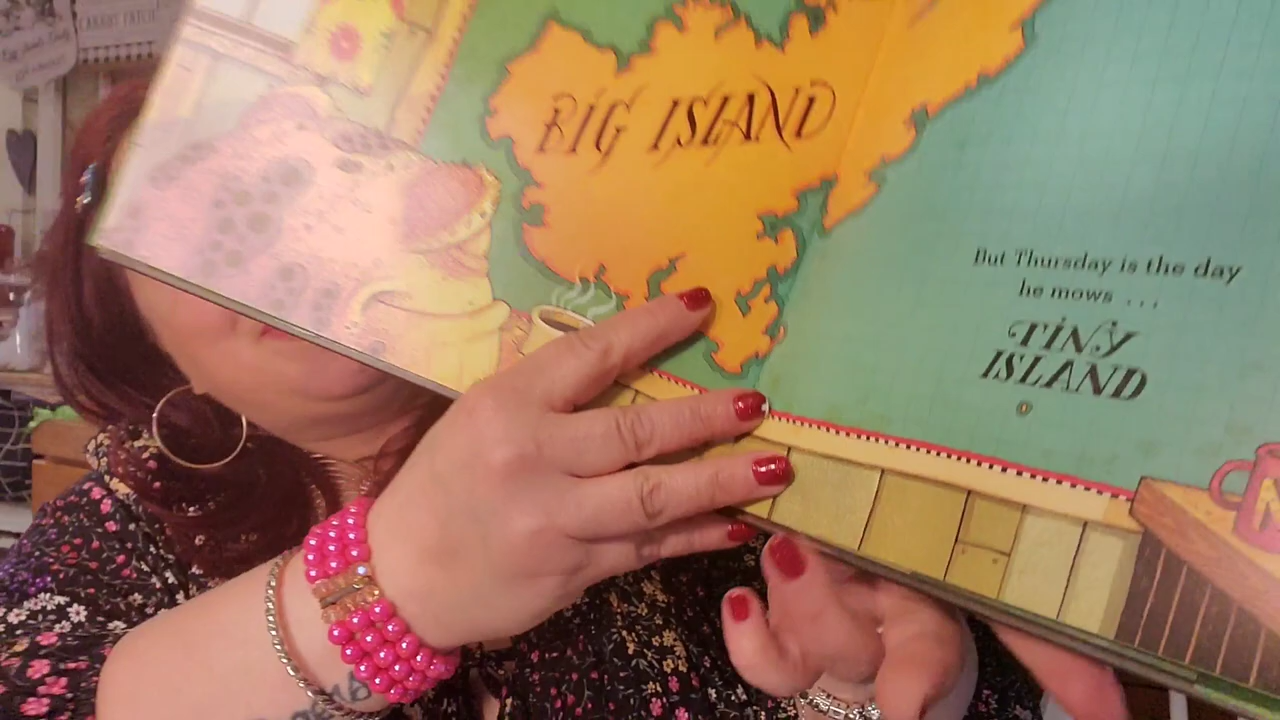 BIG ISLAND
But Thursday is the day
he mows . . .
TINY
ISLAND